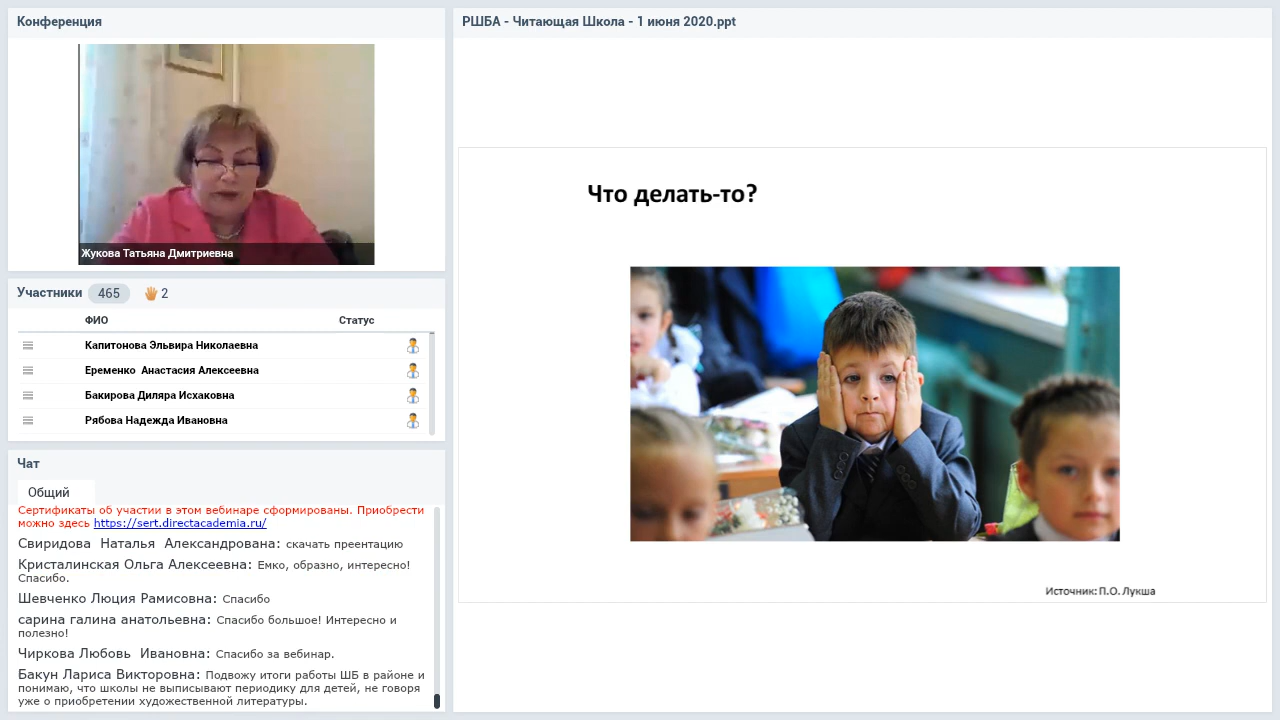 Конференция
Жукова Татьяна Дмитриевна
Участники 465 2
ФИО Статус
Капитонова Эльвира Николаевна
Еременко Анастасия Алексеевна
Бакирова Диляра Исхаковна
Рябова Надежда Ивановна
Чат
Общий
Сертификаты об участии в этом вебинаре сформированы. Приобрести
можно здесь https://sert.directacademia.ru/
Свиридова Наталья Александрована: скачать преентацию
Кристалинская Ольга Алексеевна: Емко, образно, интересно!
Спасибо.
Шевченко Люция Рамисовна: Спасибо
сарина галина анатольевна: Спасибо большое! Интересно и
полезно!
Чиркова Любовь Ивановна: Спасибо за вебинар.
Бакун Лариса Викторовна: Подвожу итоги работы ШБ в районе и
понимаю, что школы не выписывают периодику для детей, не говоря
уже о приобретении художественной литературы.
РШБА - Читающая Школа - 1 июня 2020.ppt
Что делать-то?
Источник: П.О. Лукша